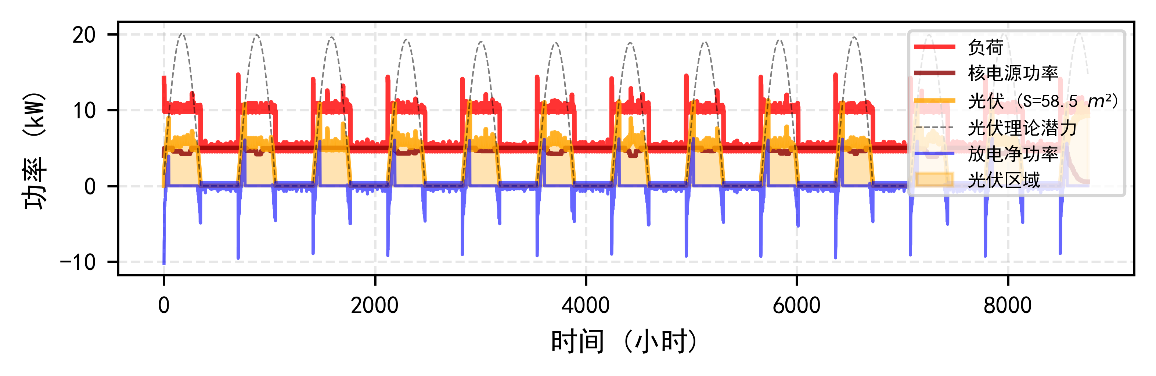 功率 (kW)
20
10
0
−10
负荷
核电源功率
光伏 (S=58.5 m²)
光伏理论潜力
放电净功率
光伏区域
0 2000 4000 6000 8000
时间 (小时)